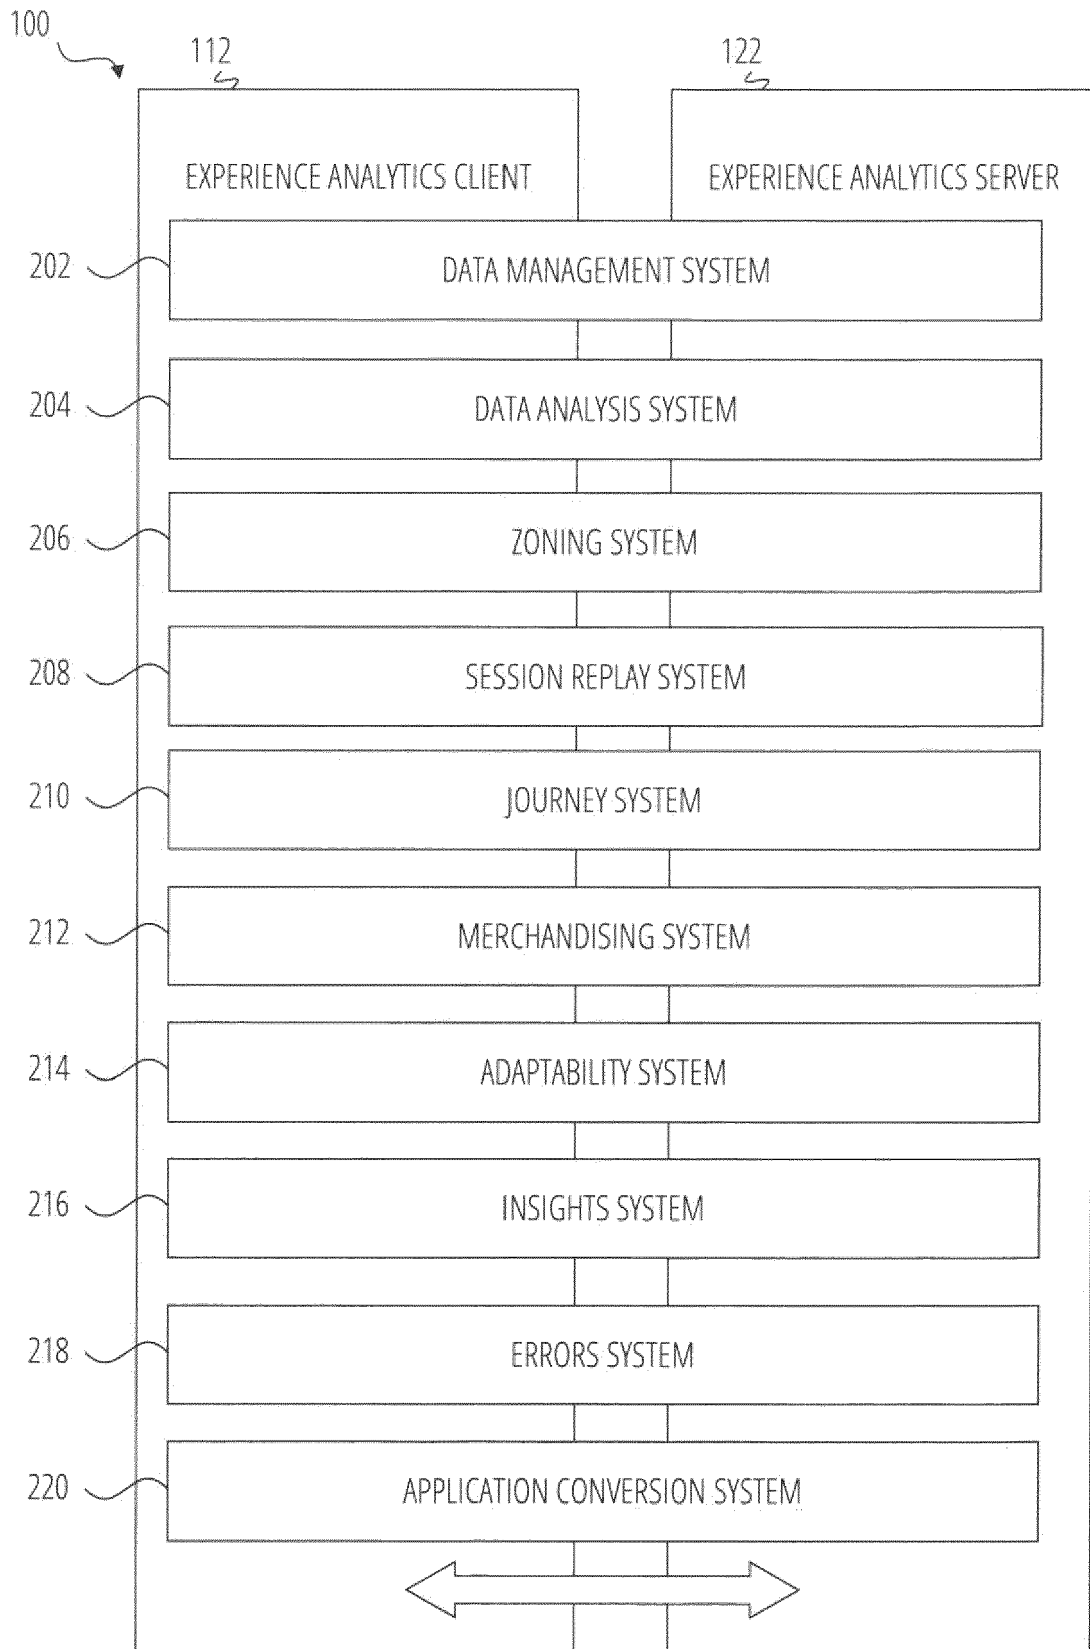 100
112
122
EXPERIENCE ANALYTICS CLIENT
EXPERIENCE ANALYTICS SERVER
202
DATA MANAGEMENT SYSTEM
204
DATA ANALYSIS SYSTEM
206
ZONING SYSTEM
208
SESSION REPLAY SYSTEM
210
JOURNEY SYSTEM
212
MERCHANDISING SYSTEM
214
ADAPTABILITY SYSTEM
216
INSIGHTS SYSTEM
218
ERRORS SYSTEM
220
APPLICATION CONVERSION SYSTEM